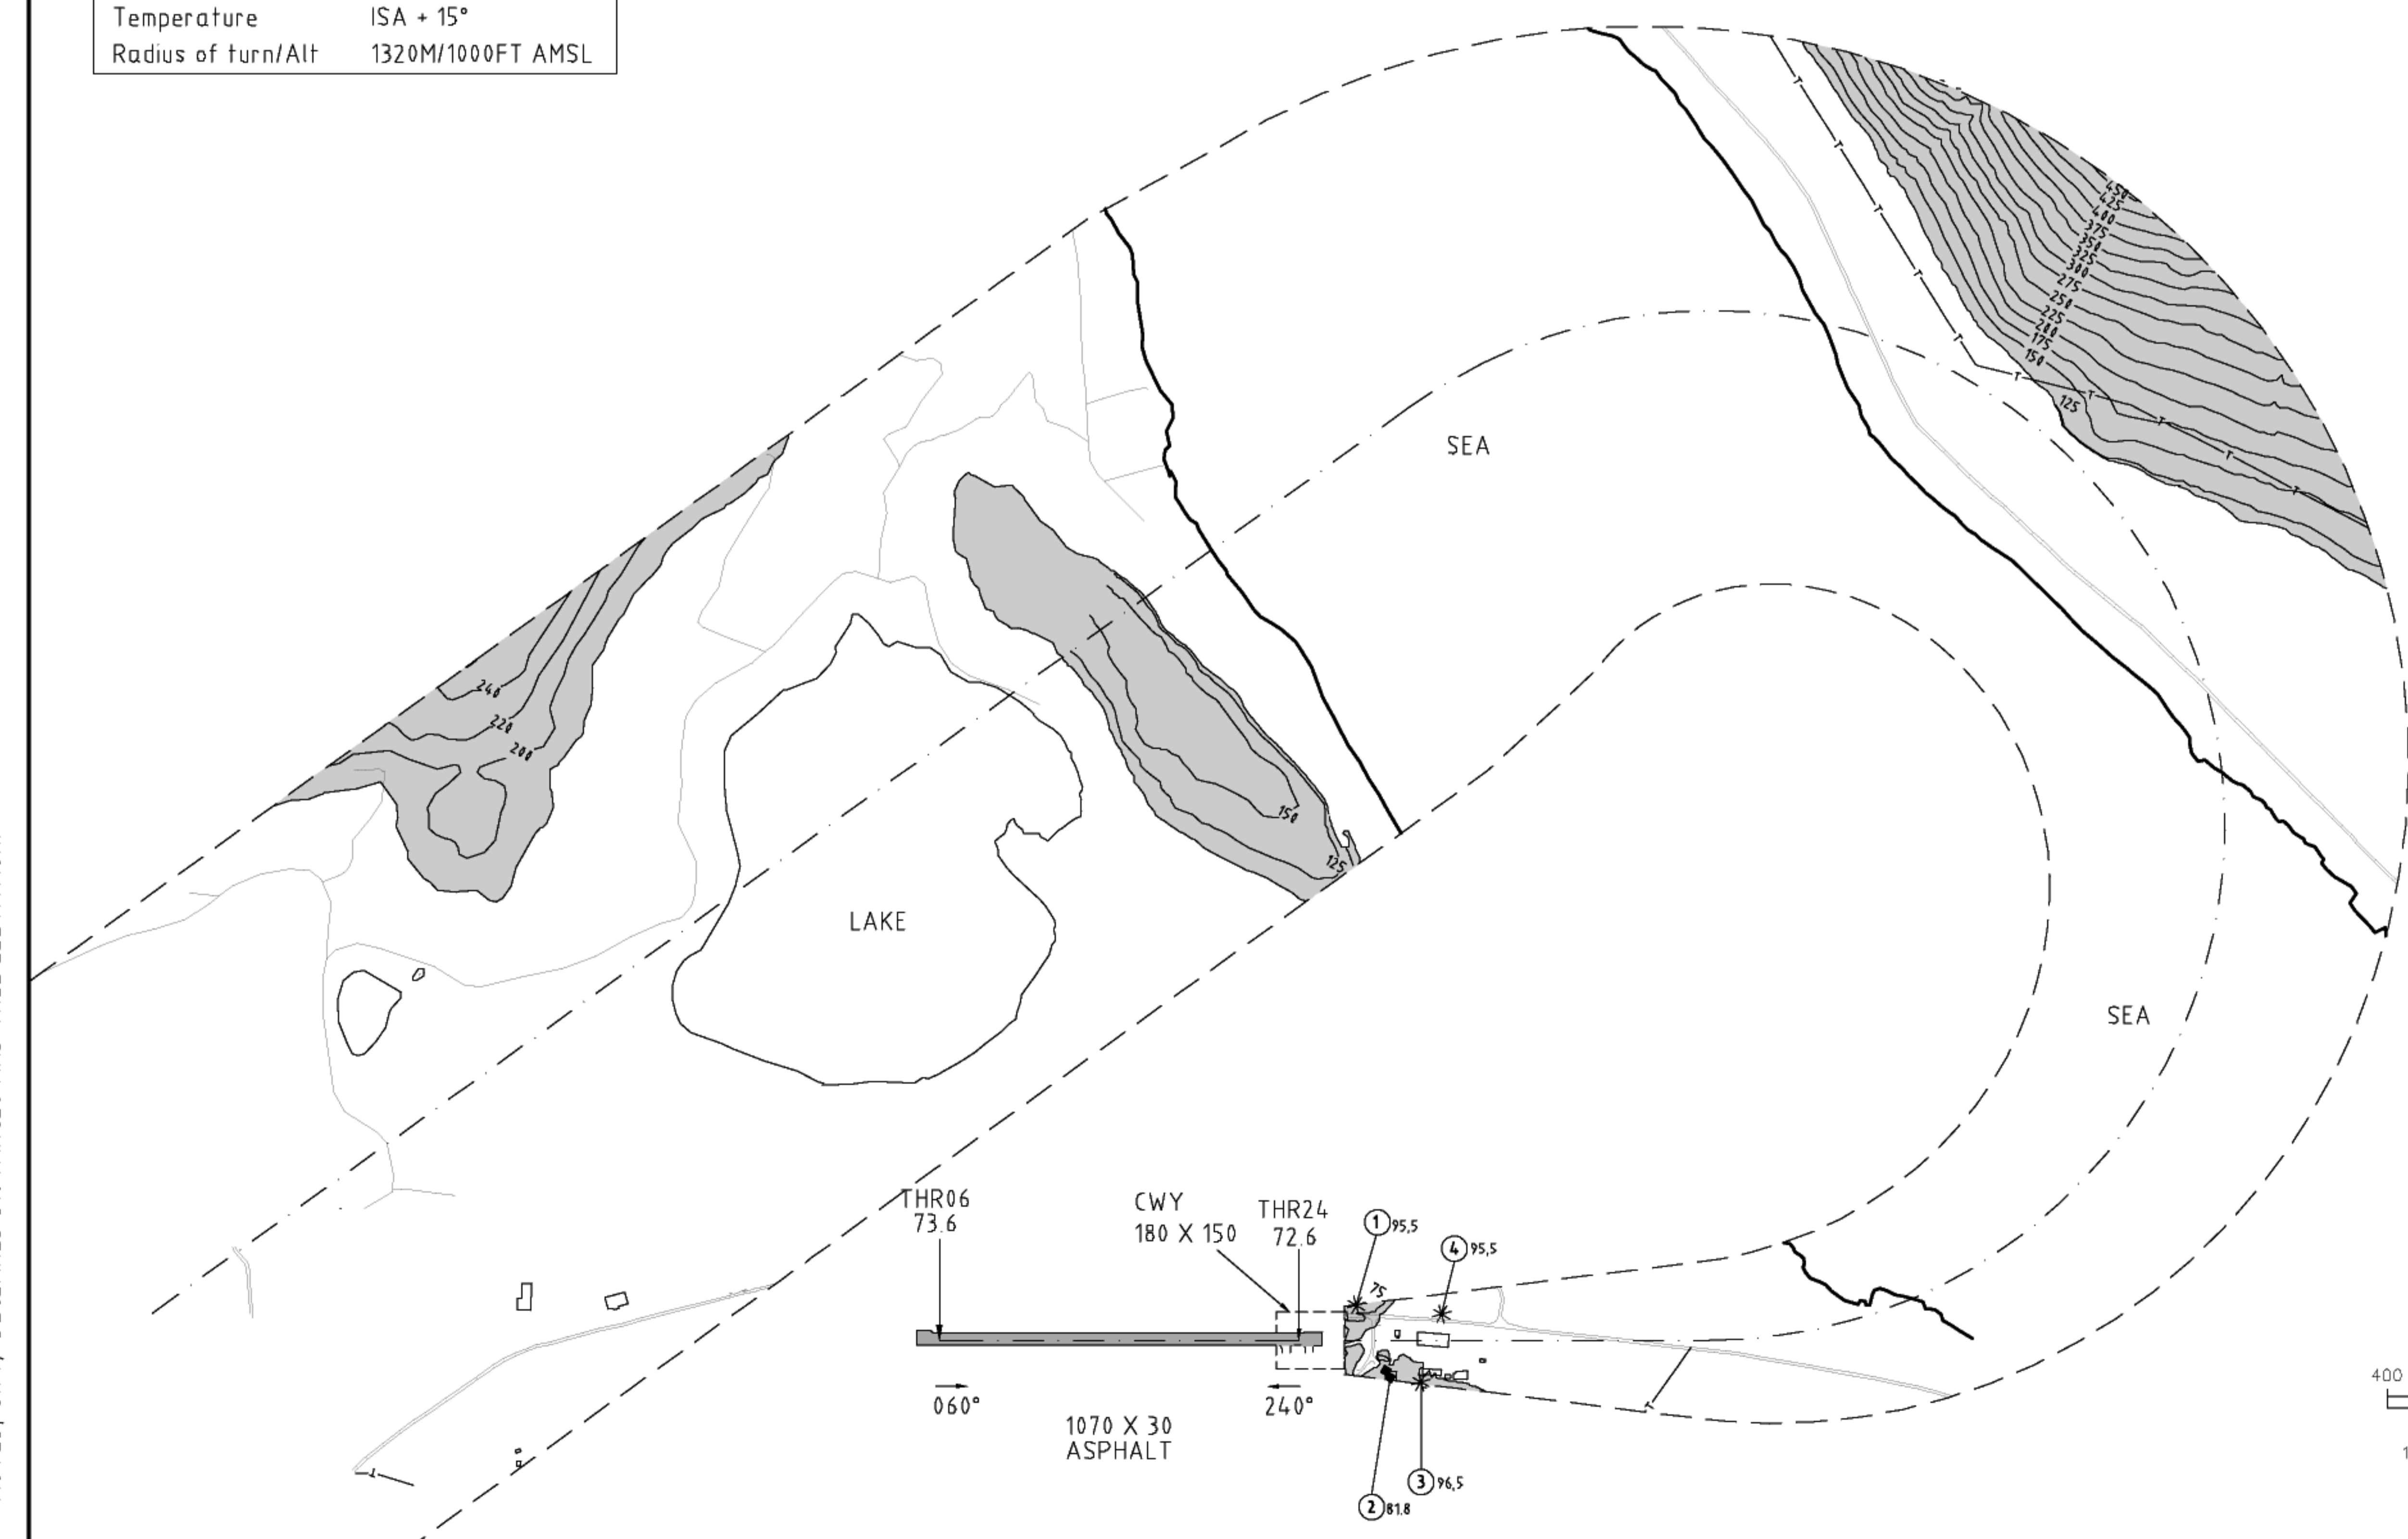 Temperature ISA + 15°
Radius of turn/Alt 1320M/1000FT AMSL
450
425
400
375
350
325
300
275
250
225
200
175
150
125
SEA
240
220
200
150
125
LAKE
SEA
THR06
73.6
CWY
180 X 150
THR24
72.6
1 95,5
4 95,5
75
060°
240°
1070 X 30
ASPHALT
3 96,5
2 81.8
400
T T T T T T T T T T T T